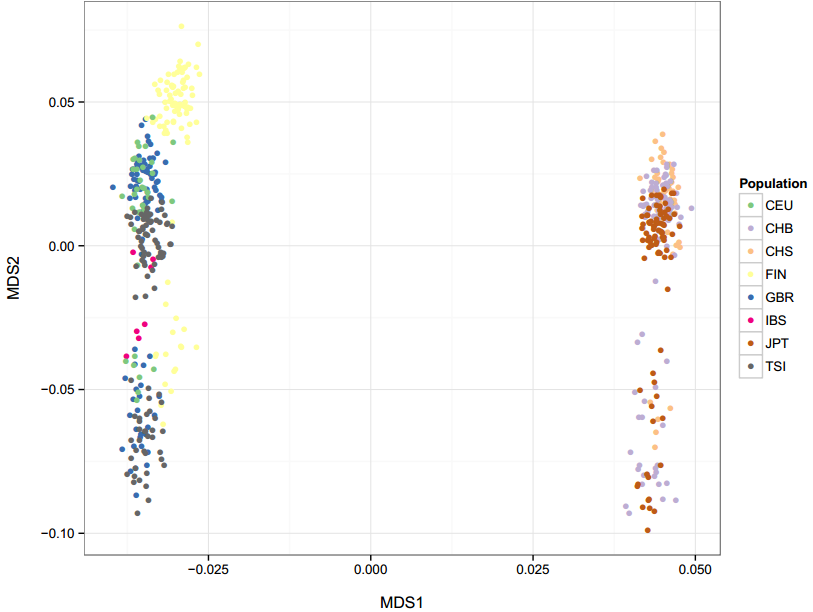 0.05
0.00
−0.05
−0.10
MDS2
−0.025
0.000
0.025
0.050
MDS1
Population
CEU
CHB
CHS
FIN
GBR
IBS
JPT
TSI